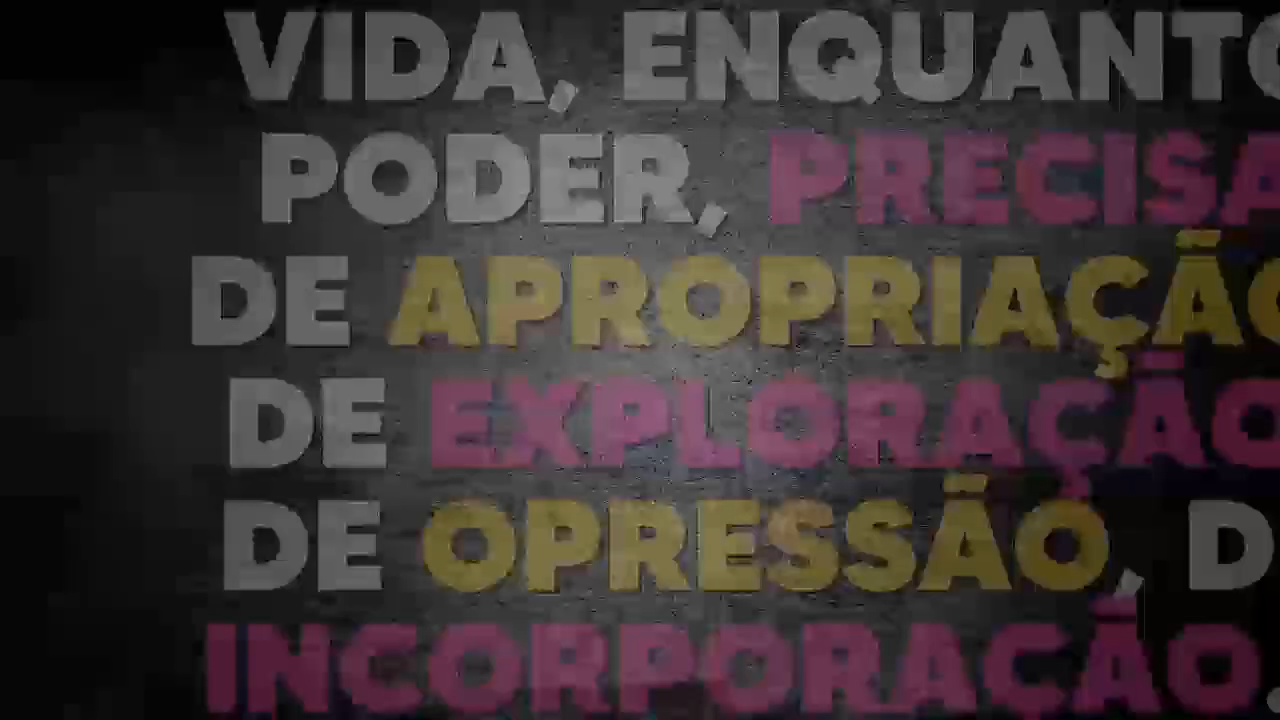 VIDA, ENQUANTO
PODER, PRECISA
DE APROPRIAÇÃO
DE EXPLORAÇÃO
DE OPRESSÃO, D
INCORPORAÇÃO.